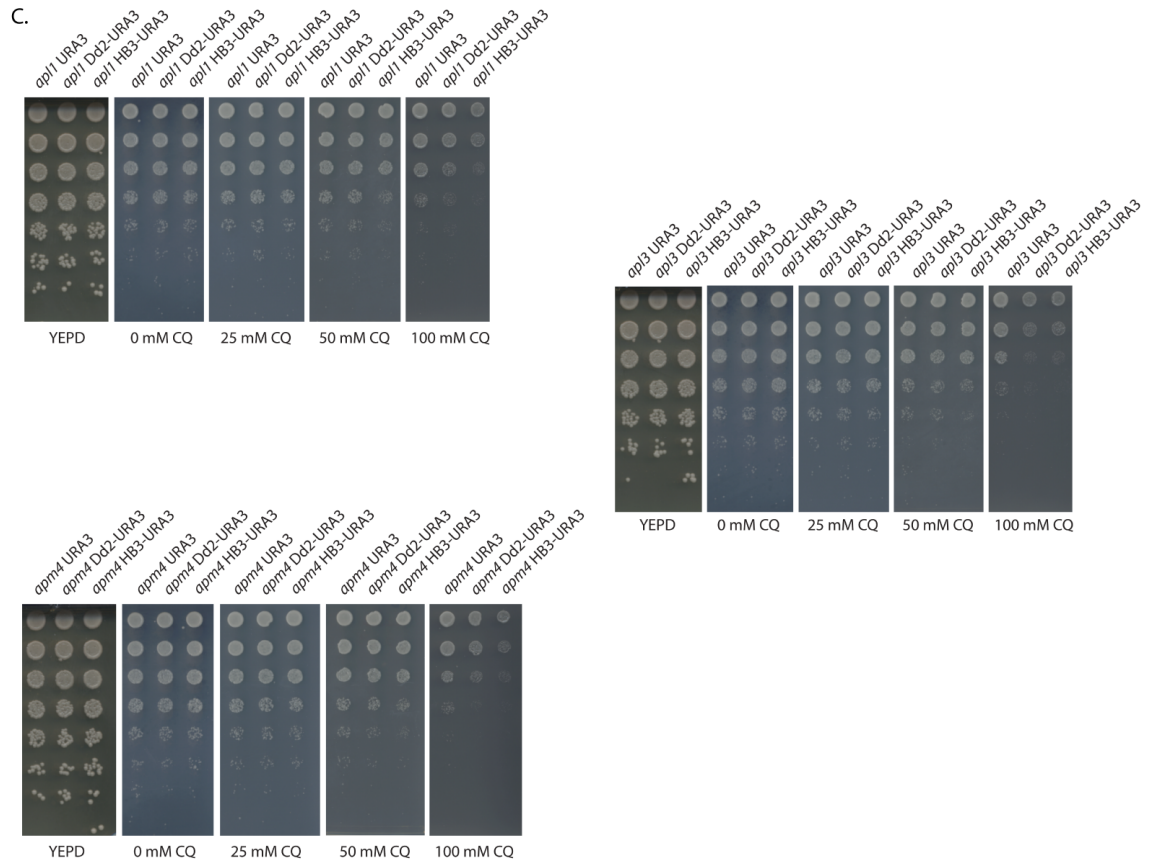 C.
apl1 URA3
apl1 Dd2-URA3
apl1 HB3-URA3
apl1 URA3
apl1 Dd2-URA3
apl1 HB3-URA3
apl1 URA3
apl1 Dd2-URA3
apl1 HB3-URA3
apl1 URA3
apl1 Dd2-URA3
apl1 HB3-URA3
apl1 URA3
apl1 Dd2-URA3
apl1 HB3-URA3
YEPD
0 mM CQ
25 mM CQ
50 mM CQ
100 mM CQ
apl3 URA3
apl3 Dd2-URA3
apl3 HB3-URA3
apl3 URA3
apl3 Dd2-URA3
apl3 HB3-URA3
apl3 URA3
apl3 Dd2-URA3
apl3 HB3-URA3
apl3 URA3
apl3 Dd2-URA3
apl3 HB3-URA3
apl3 URA3
apl3 Dd2-URA3
apl3 HB3-URA3
YEPD
0 mM CQ
25 mM CQ
50 mM CQ
100 mM CQ
apm4 URA3
apm4 Dd2-URA3
apm4 HB3-URA3
apm4 URA3
apm4 Dd2-URA3
apm4 HB3-URA3
apm4 URA3
apm4 Dd2-URA3
apm4 HB3-URA3
apm4 URA3
apm4 Dd2-URA3
apm4 HB3-URA3
apm4 URA3
apm4 Dd2-URA3
apm4 HB3-URA3
YEPD
0 mM CQ
25 mM CQ
50 mM CQ
100 mM CQ